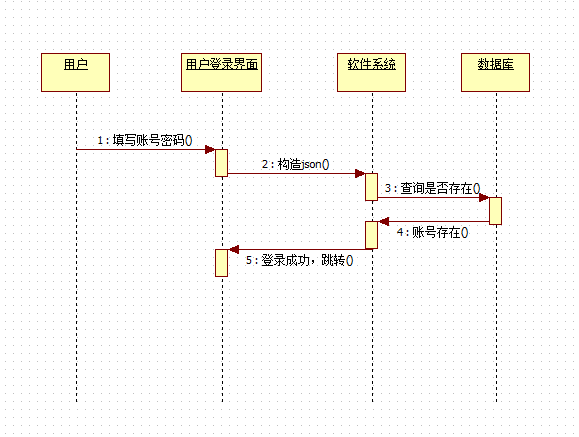 用户
用户登录界面
软件系统
数据库
1 : 填写账号密码()
2 : 构造json()
3 : 查询是否存在()
4 : 账号存在()
5 : 登录成功，跳转()